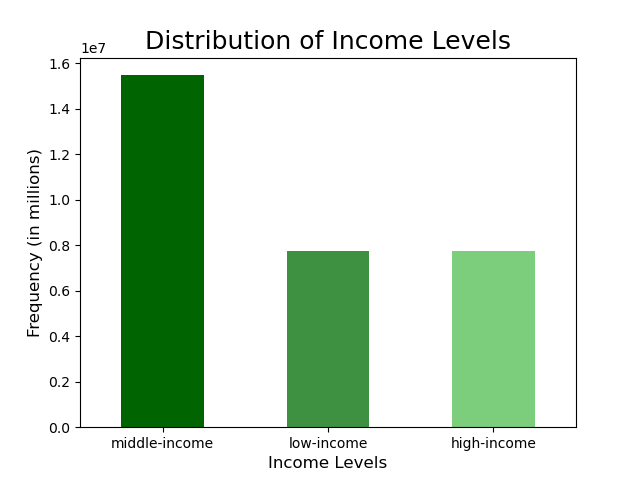 Distribution of Income Levels
1e7
1.6
1.4
1.2
1.0
0.8
0.6
0.4
0.2
0.0
Frequency (in millions)
middle-income low-income high-income
Income Levels